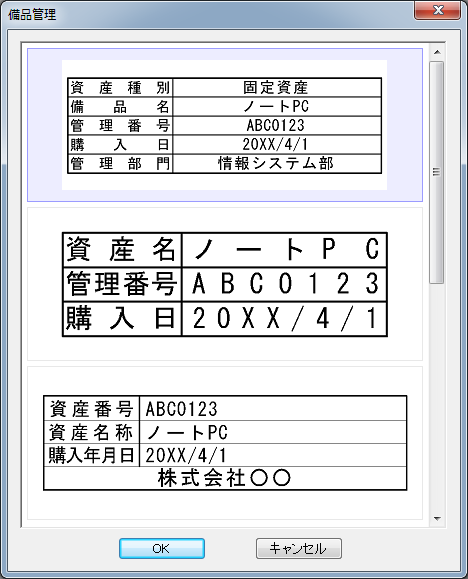 備品管理
資産種別 固定資産
備品名 ノートPC
管理番号 ABC0123
購入日 20XX/4/1
管理部門 情報システム部
資産名 ノートPC
管理番号 ABC0123
購入日 20XX/4/1
資産番号 ABC0123
資産名称 ノートPC
購入年月日 20XX/4/1
株式会社〇〇
OK キャンセル